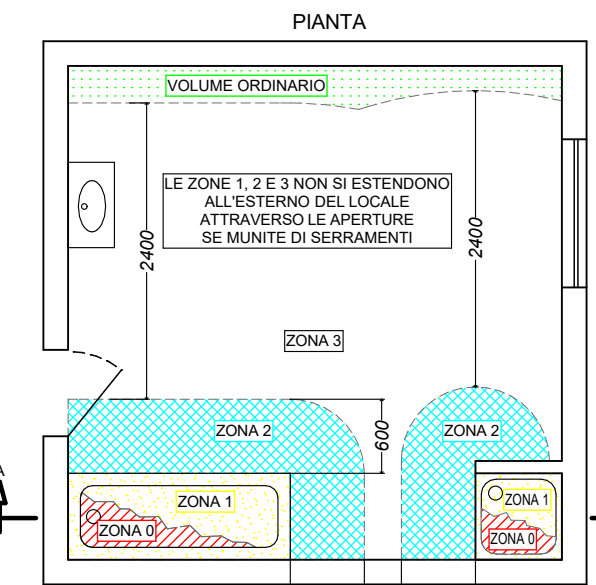 PIANTA
VOLUME ORDINARIO
LE ZONE 1, 2 E 3 NON SI ESTENDONO
ALL'ESTERNO DEL LOCALE
ATTRAVERSO LE APERTURE
SE MUNITE DI SERRAMENTI
2400
2400
ZONA 3
ZONA 2
600
ZONA 2
A
ZONA 1
ZONA 0
ZONA 1
ZONA 0